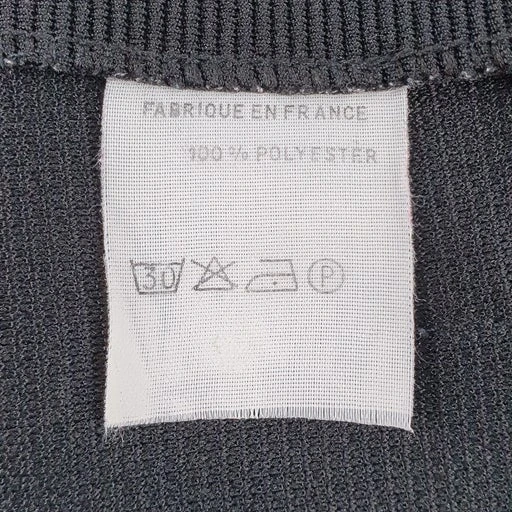 FABRIQUE EN FRANCE
100 % POLYESTER
30 P